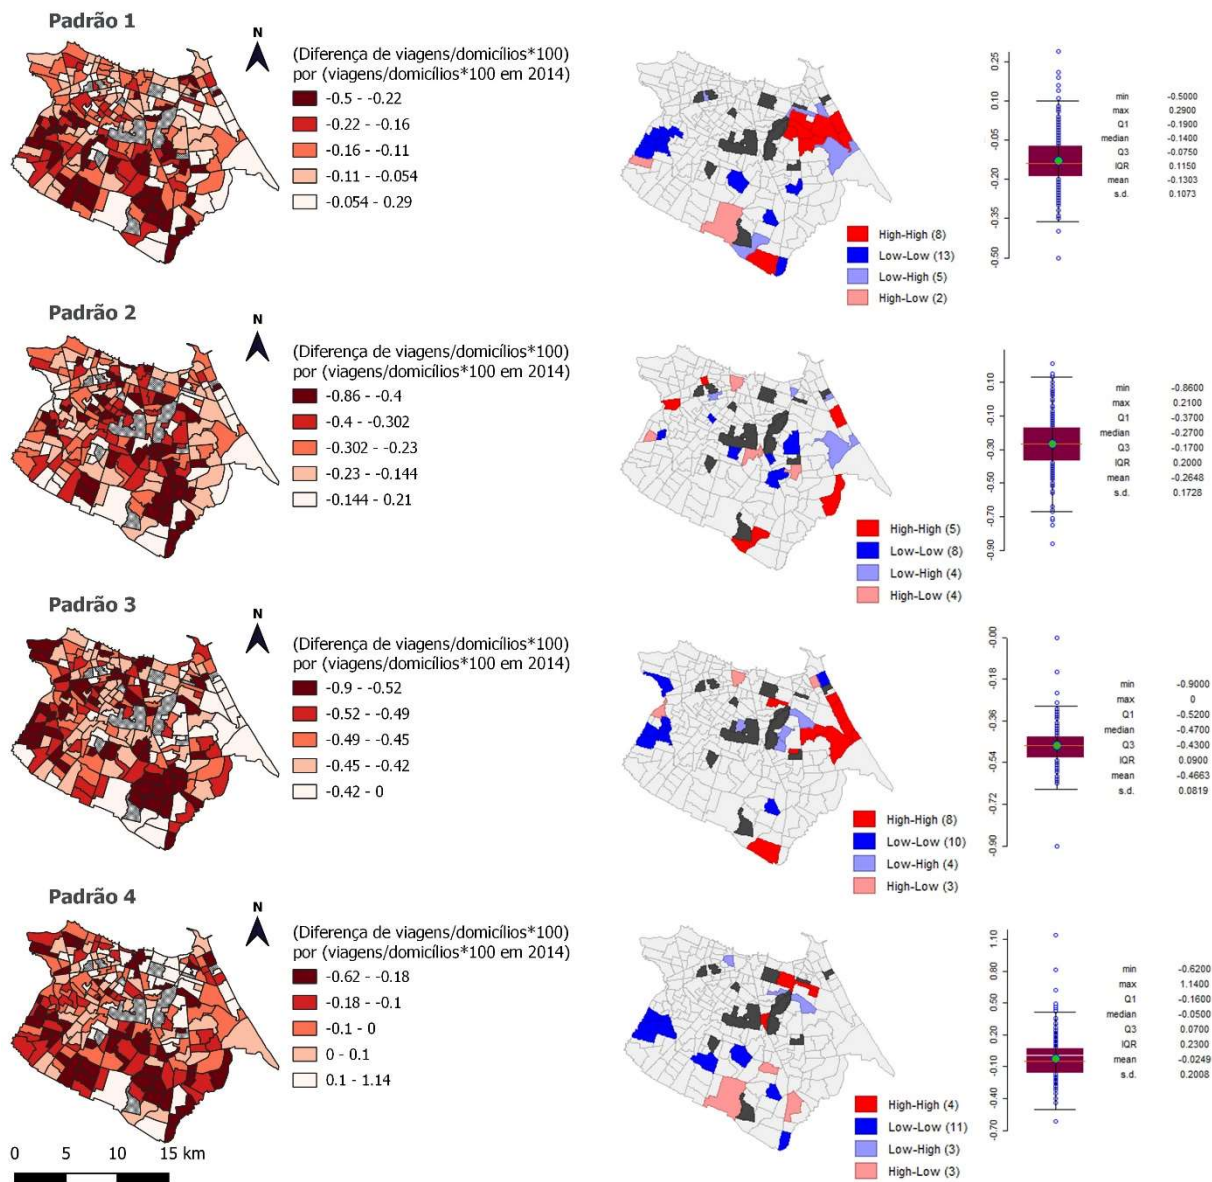 Padrão 1
N
(Diferença de viagens/domicílios*100)
por (viagens/domicílios*100 em 2014)
-0.5 - -0.22
-0.22 - -0.16
-0.16 - -0.11
-0.11 - -0.054
-0.054 - 0.29
High-High (8)
Low-Low (13)
Low-High (5)
High-Low (2)
0.25
0.10
-0.05
-0.20
-0.35
-0.50
min -0.5000
max 0.2900
Q1 -0.1900
median -0.1400
Q3 -0.0750
IQR 0.1150
mean -0.1303
s.d. 0.1073
Padrão 2
N
(Diferença de viagens/domicílios*100)
por (viagens/domicílios*100 em 2014)
-0.86 - -0.4
-0.4 - -0.302
-0.302 - -0.23
-0.23 - -0.144
-0.144 - 0.21
High-High (5)
Low-Low (8)
Low-High (4)
High-Low (4)
0.10
-0.10
-0.30
-0.50
-0.70
-0.90
min -0.8600
max 0.2100
Q1 -0.3700
median -0.2700
Q3 -0.1700
IQR 0.2000
mean -0.2648
s.d. 0.1728
Padrão 3
N
(Diferença de viagens/domicílios*100)
por (viagens/domicílios*100 em 2014)
-0.9 - -0.52
-0.52 - -0.49
-0.49 - -0.45
-0.45 - -0.42
-0.42 - 0
High-High (8)
Low-Low (10)
Low-High (4)
High-Low (3)
-0.00
-0.18
-0.36
-0.54
-0.72
-0.90
min -0.9000
max 0
Q1 -0.5200
median -0.4700
Q3 -0.4300
IQR 0.0900
mean -0.4663
s.d. 0.0819
Padrão 4
N
(Diferença de viagens/domicílios*100)
por (viagens/domicílios*100 em 2014)
-0.62 - -0.18
-0.18 - -0.1
-0.1 - 0
0 - 0.1
0.1 - 1.14
0 5 10 15 km
High-High (4)
Low-Low (11)
Low-High (3)
High-Low (3)
1.10
0.80
0.50
0.20
-0.10
-0.40
-0.70
min -0.6200
max 1.1400
Q1 -0.1600
median -0.0500
Q3 0.0700
IQR 0.2300
mean -0.0249
s.d. 0.2008